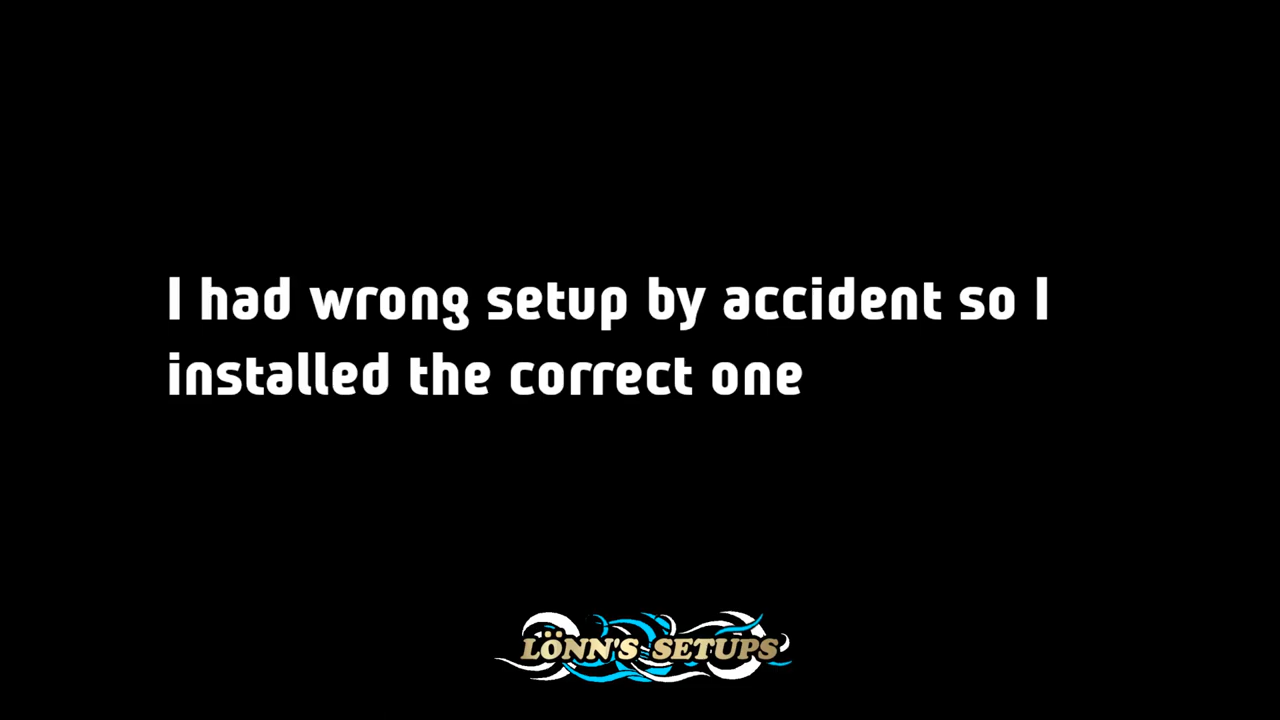 I had wrong setup by accident so I
installed the correct one
LÖNN'S SETUPS